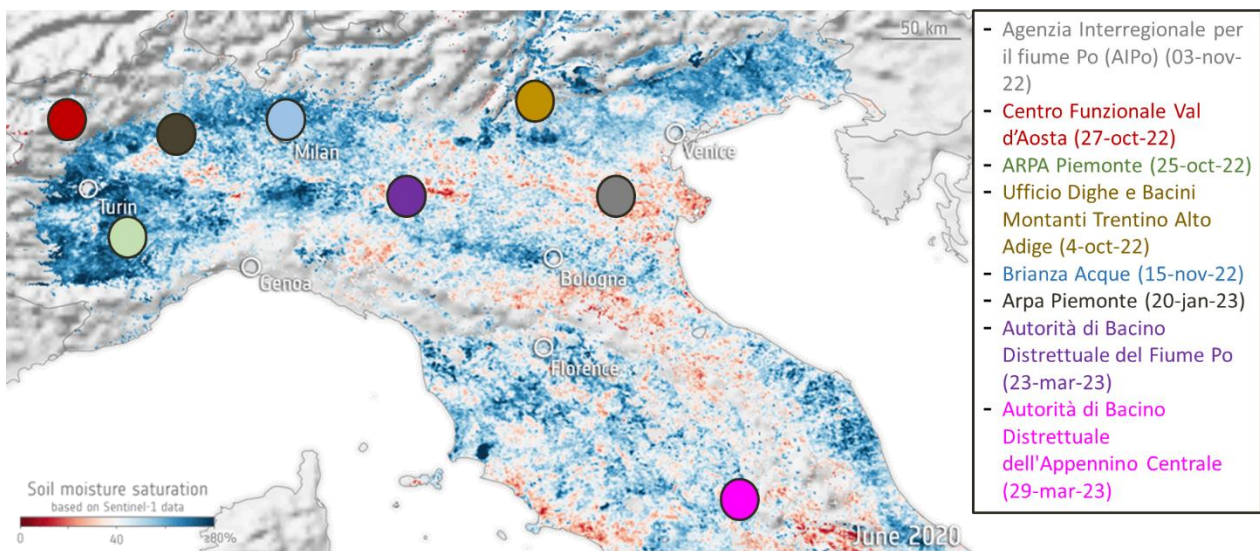 50 km
Milan
Venice
Turin
Genoa
Bologna
Florence
Soil moisture saturation
based on Sentinel-1 data
0 40 ≥80%
June 2020
- Agenzia Interregionale per
il fiume Po (AIPo) (03-nov-
22)
- Centro Funzionale Val
d'Aosta (27-oct-22)
- ARPA Piemonte (25-oct-22)
- Ufficio Dighe e Bacini
Montanti Trentino Alto
Adige (4-oct-22)
- Brianza Acque (15-nov-22)
- Arpa Piemonte (20-jan-23)
- Autorità di Bacino
Distrettuale del Fiume Po
(23-mar-23)
- Autorità di Bacino
Distrettuale
dell'Appennino Centrale
(29-mar-23)